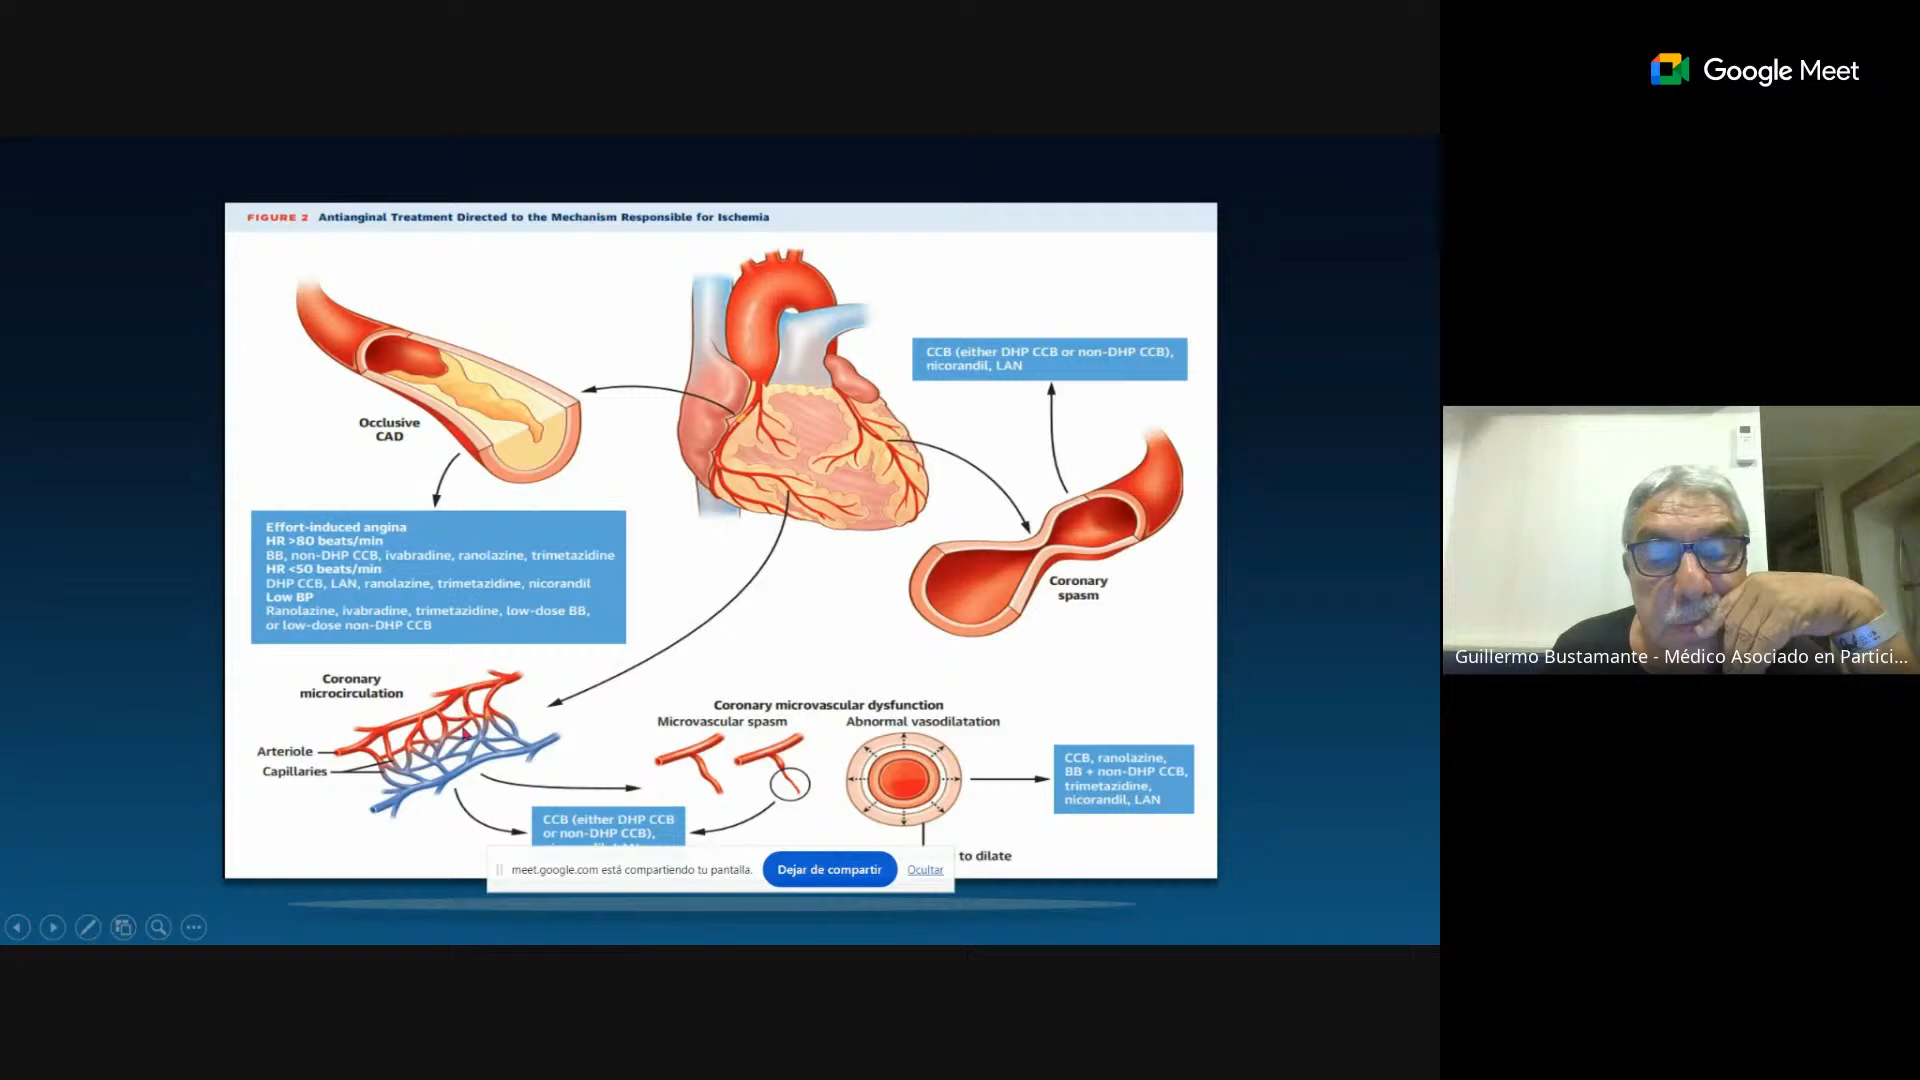 Google Meet
FIGURE 2 Antianginal Treatment Directed to the Mechanism Responsible for Ischemia
CCB (either DHP CCB or non-DHP CCB),
nicorandil, LAN
Occlusive
CAD
Effort-induced angina
HR >80 beats/min
BB, non-DHP CCB, ivabradine, ranolazine, trimetazidine
HR <50 beats/min
DHP CCB, LAN, ranolazine, trimetazidine, nicorandil
Low BP
Ranolazine, ivabradine, trimetazidine, low-dose BB,
or low-dose non-DHP CCB
Coronary
spasm
Coronary
microcirculation
Arteriole
Capillaries
Coronary microvascular dysfunction
Microvascular spasm
Abnormal vasodilatation
CCB, ranolazine,
BB + non-DHP CCB,
trimetazidine,
nicorandil, LAN
CCB (either DHP CCB
or non-DHP CCB),
to dilate
meet.google.com está compartiendo tu pantalla.
Dejar de compartir
Ocultar
Guillermo Bustamante - Médico Asociado en Partici...